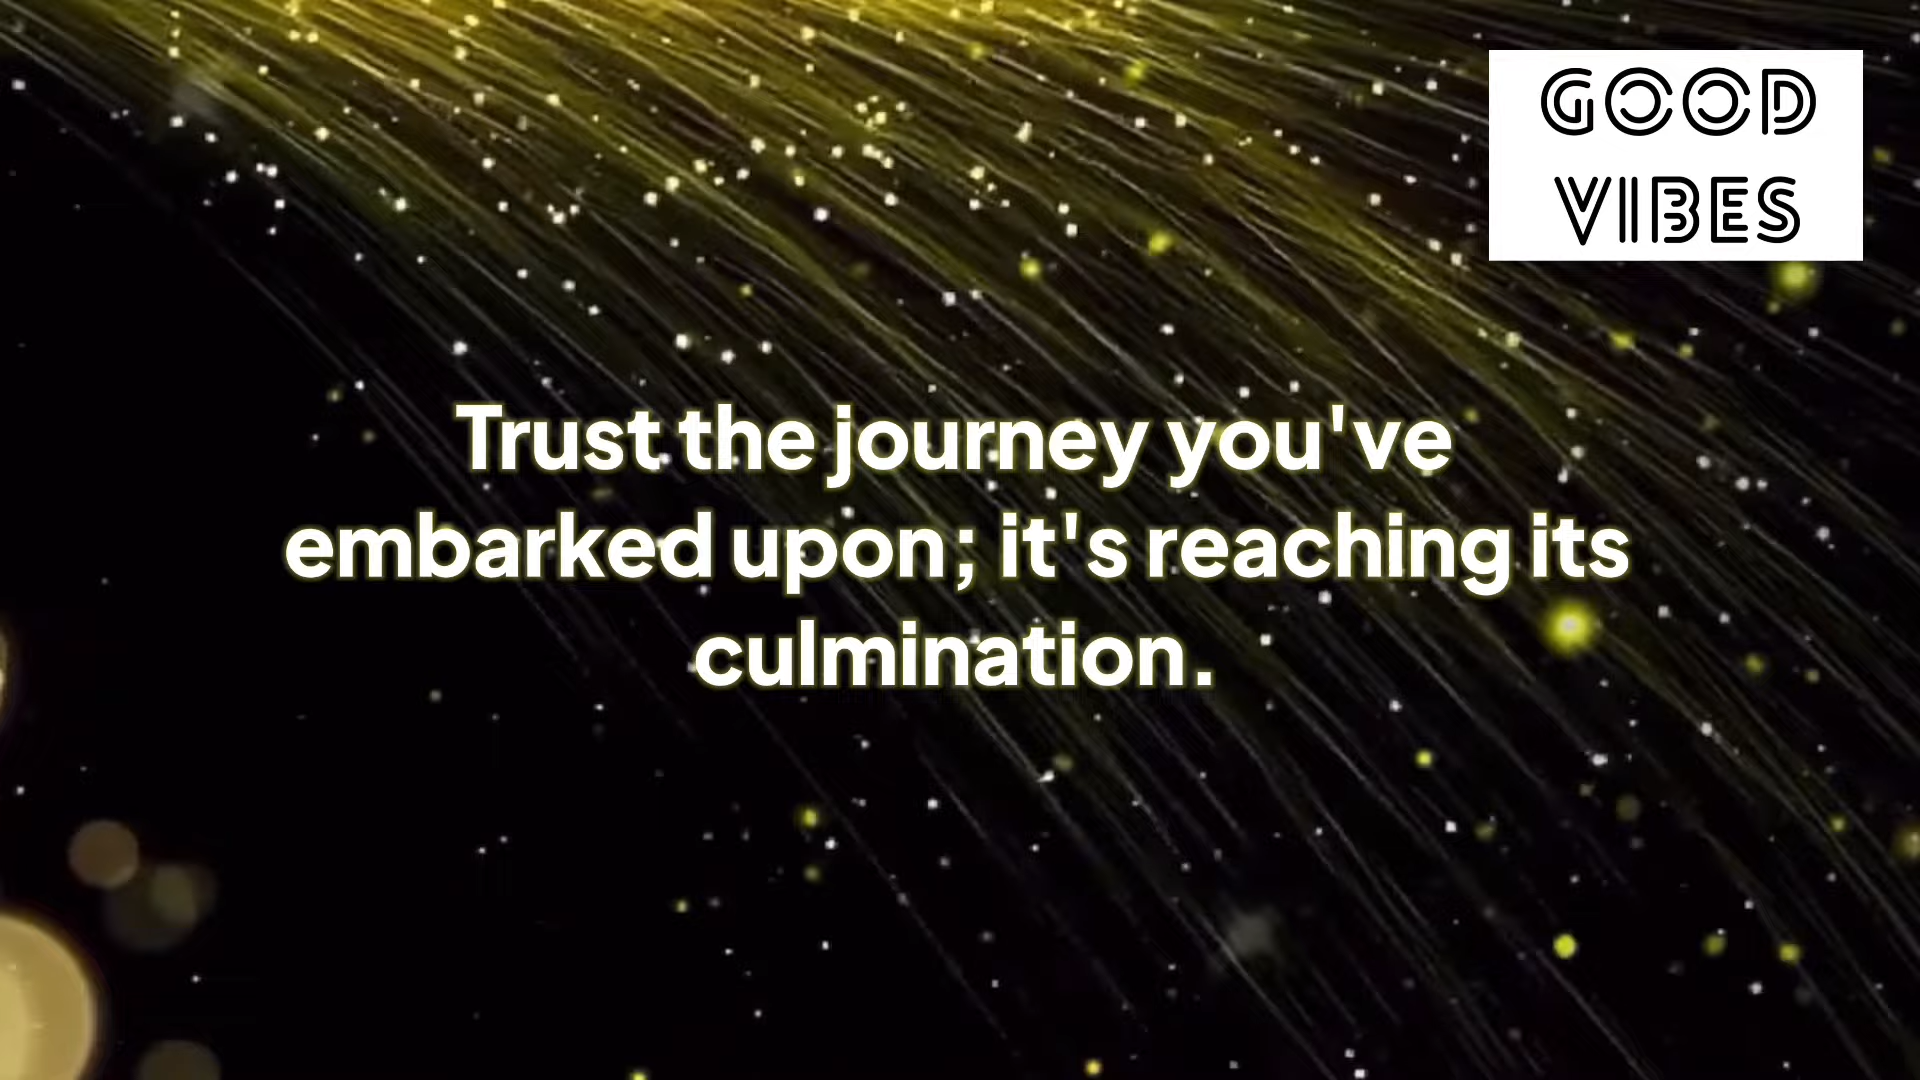 GOOD
VIBES
Trust the journey you've
embarked upon; it's reaching its
culmination.